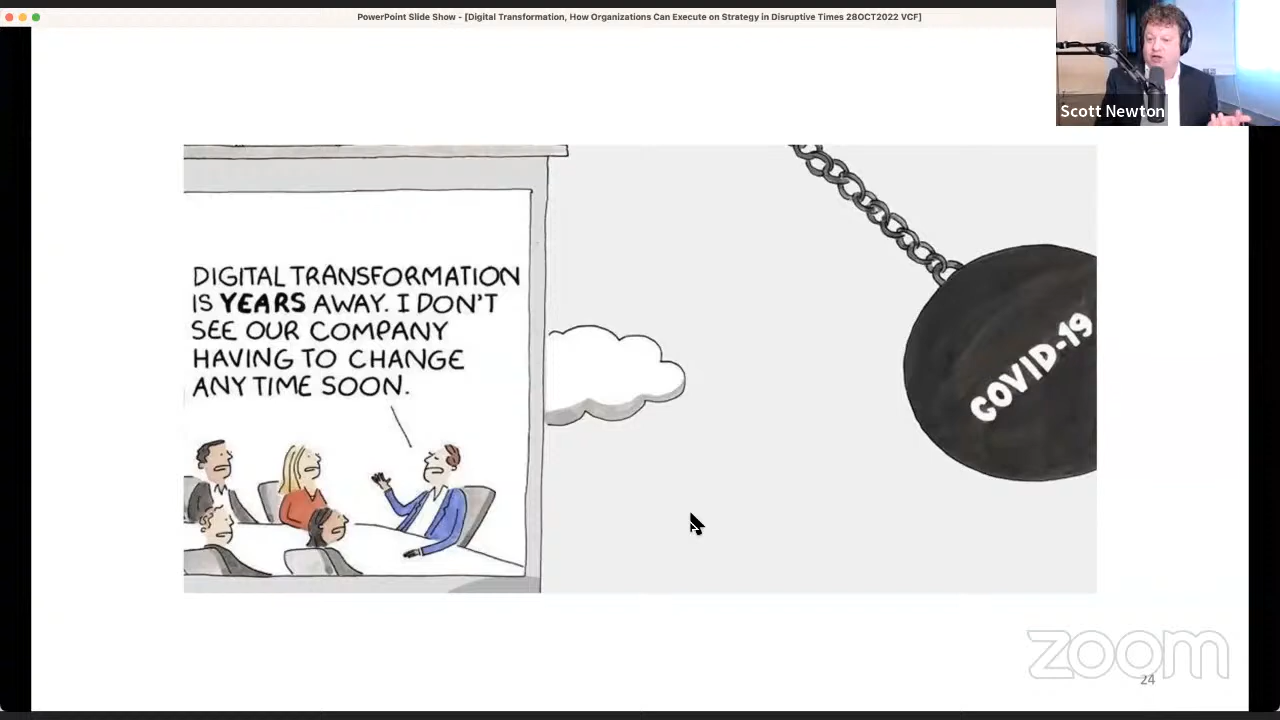 PowerPoint Slide Show - [Digital Transformation, How Organizations Can Execute on Strategy in Disruptive Times 28OCT2022 VCF]
Scott Newton
DIGITAL TRANSFORMATION
IS YEARS AWAY. I DON'T
SEE OUR COMPANY
HAVING TO CHANGE
ANY TIME SOON.
COVID-19
zoom
24